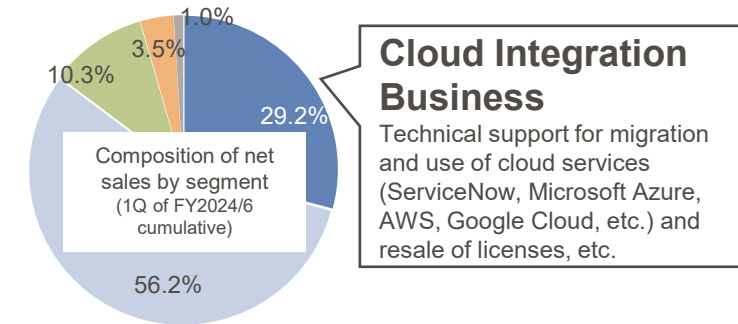 1.0%
3.5%
10.3%
29.2%
Composition of net
sales by segment
(1Q of FY2024/6
cumulative)
56.2%
Cloud Integration
Business
Technical support for migration
and use of cloud services
(ServiceNow, Microsoft Azure,
AWS, Google Cloud, etc.) and
resale of licenses, etc.